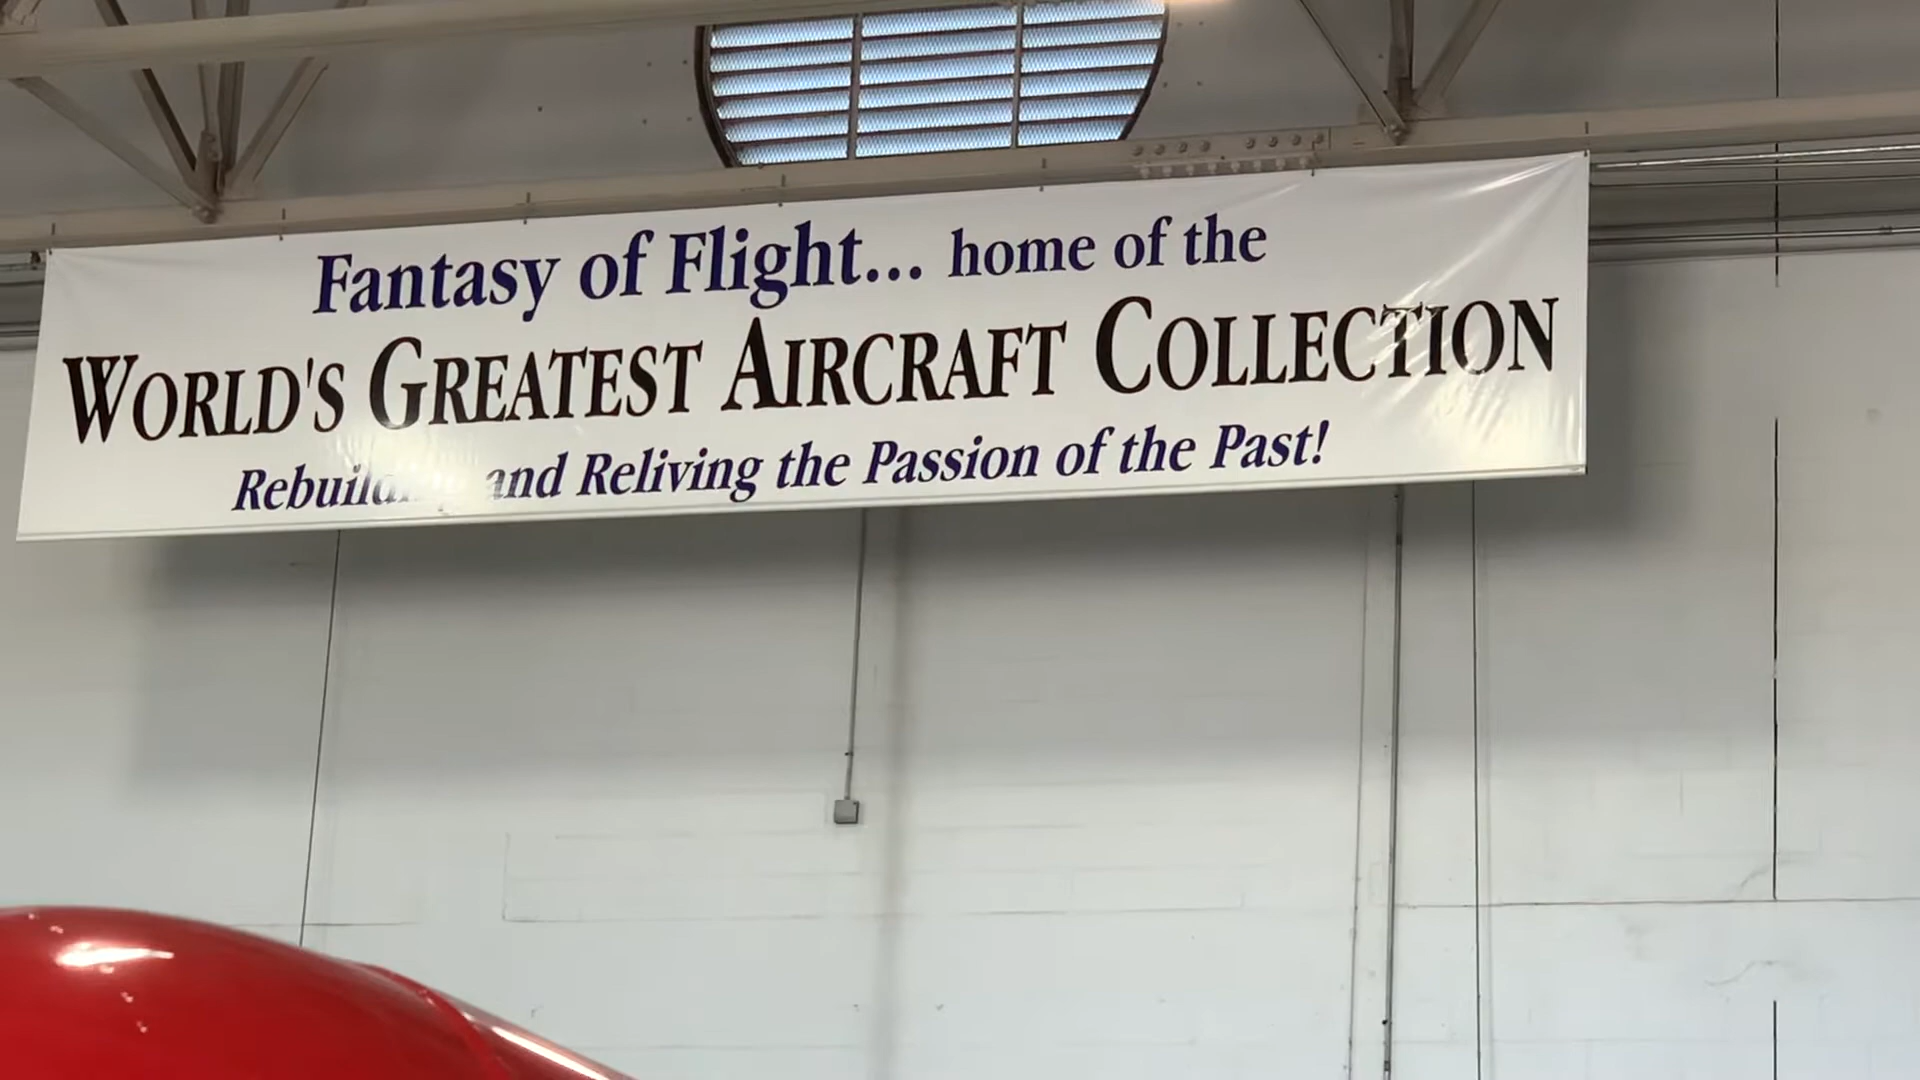 Fantasy of Flight... home of the
WORLD'S GREATEST AIRCRAFT COLLECTION
and Reliving the Passion of the Past!